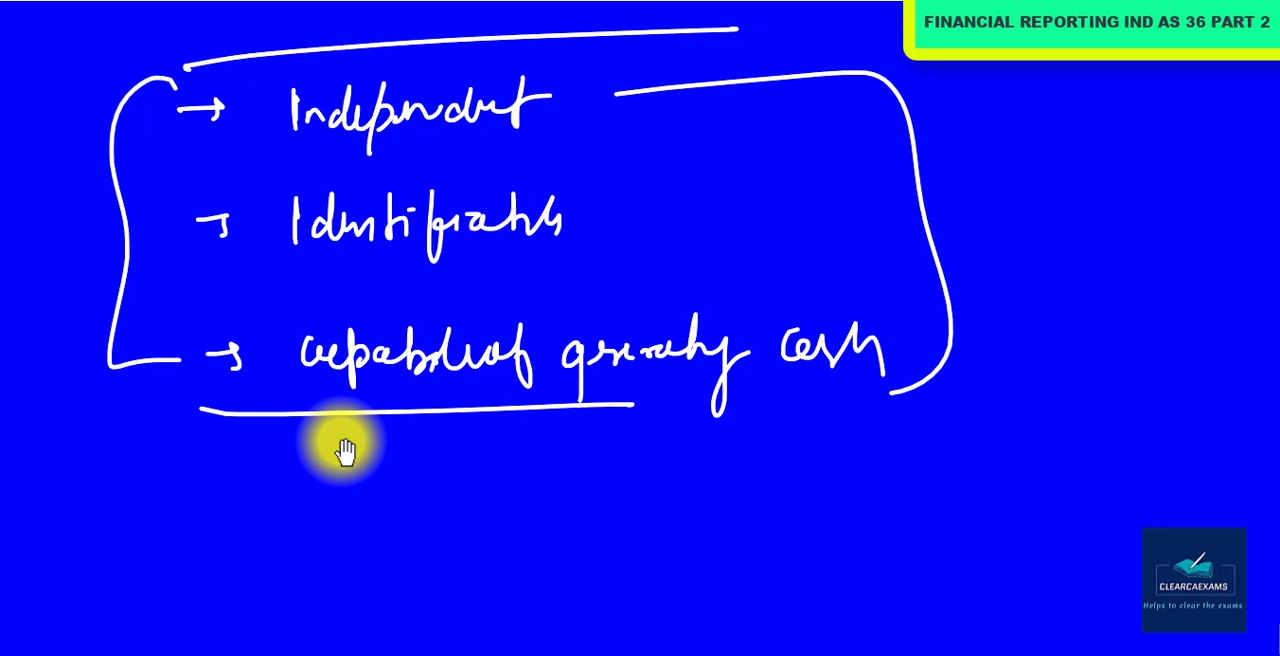 FINANCIAL REPORTING IND AS 36 PART 2
→ Independent
→ Identifiable
→ capable of generating cash
CLEARCAEXAMS
Helps to clear the exams